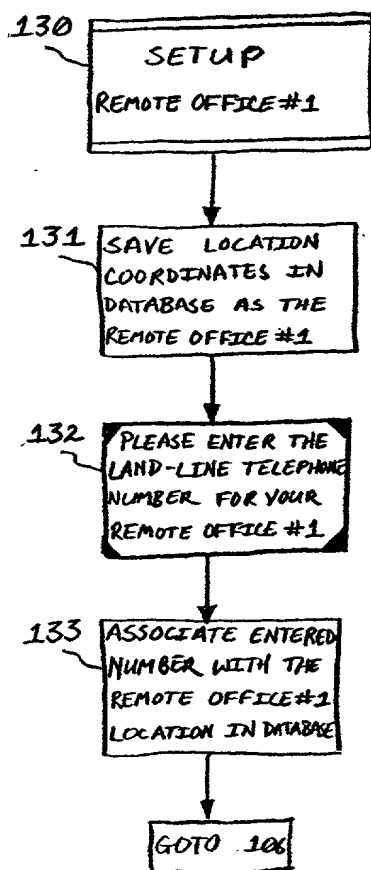 130
SETUP
REMOTE OFFICE #1
131
SAVE LOCATION
COORDINATES IN
DATABASE AS THE
REMOTE OFFICE #1
132
PLEASE ENTER THE
LAND-LINE TELEPHONE
NUMBER FOR YOUR
REMOTE OFFICE #1
133
ASSOCIATE ENTERED
NUMBER WITH THE
REMOTE OFFICE #1
LOCATION IN DATABASE
GOTO 106